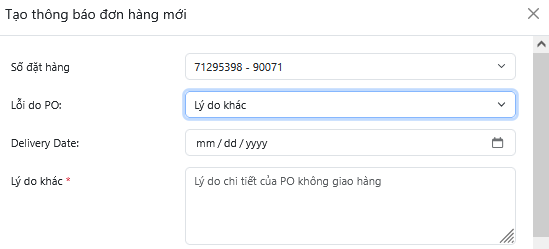 Tạo thông báo đơn hàng mới
Số đặt hàng
71295398 - 90071
Lỗi do PO:
Lý do khác
Delivery Date:
mm / dd / yyyy
Lý do khác *
Lý do chi tiết của PO không giao hàng